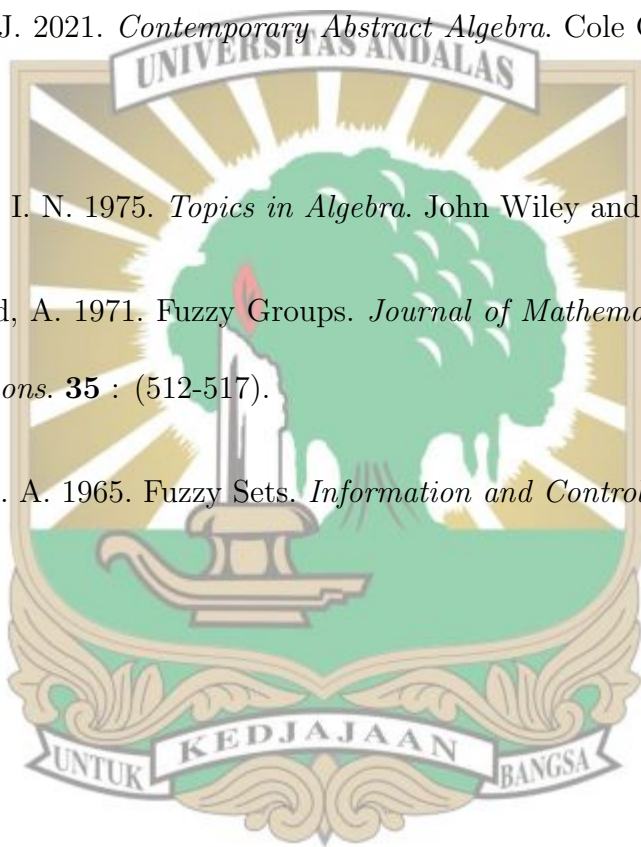 J. 2021. Contemporary Abstract Algebra. Cole
UNIVERSITAS ANDALAS
I. N. 1975. Topics in Algebra. John Wiley and
, A. 1971. Fuzzy Groups. Journal of Mathema
ons. 35 : (512-517).
. A. 1965. Fuzzy Sets. Information and Control
UNTUK KEDJAJAAN BANGSA